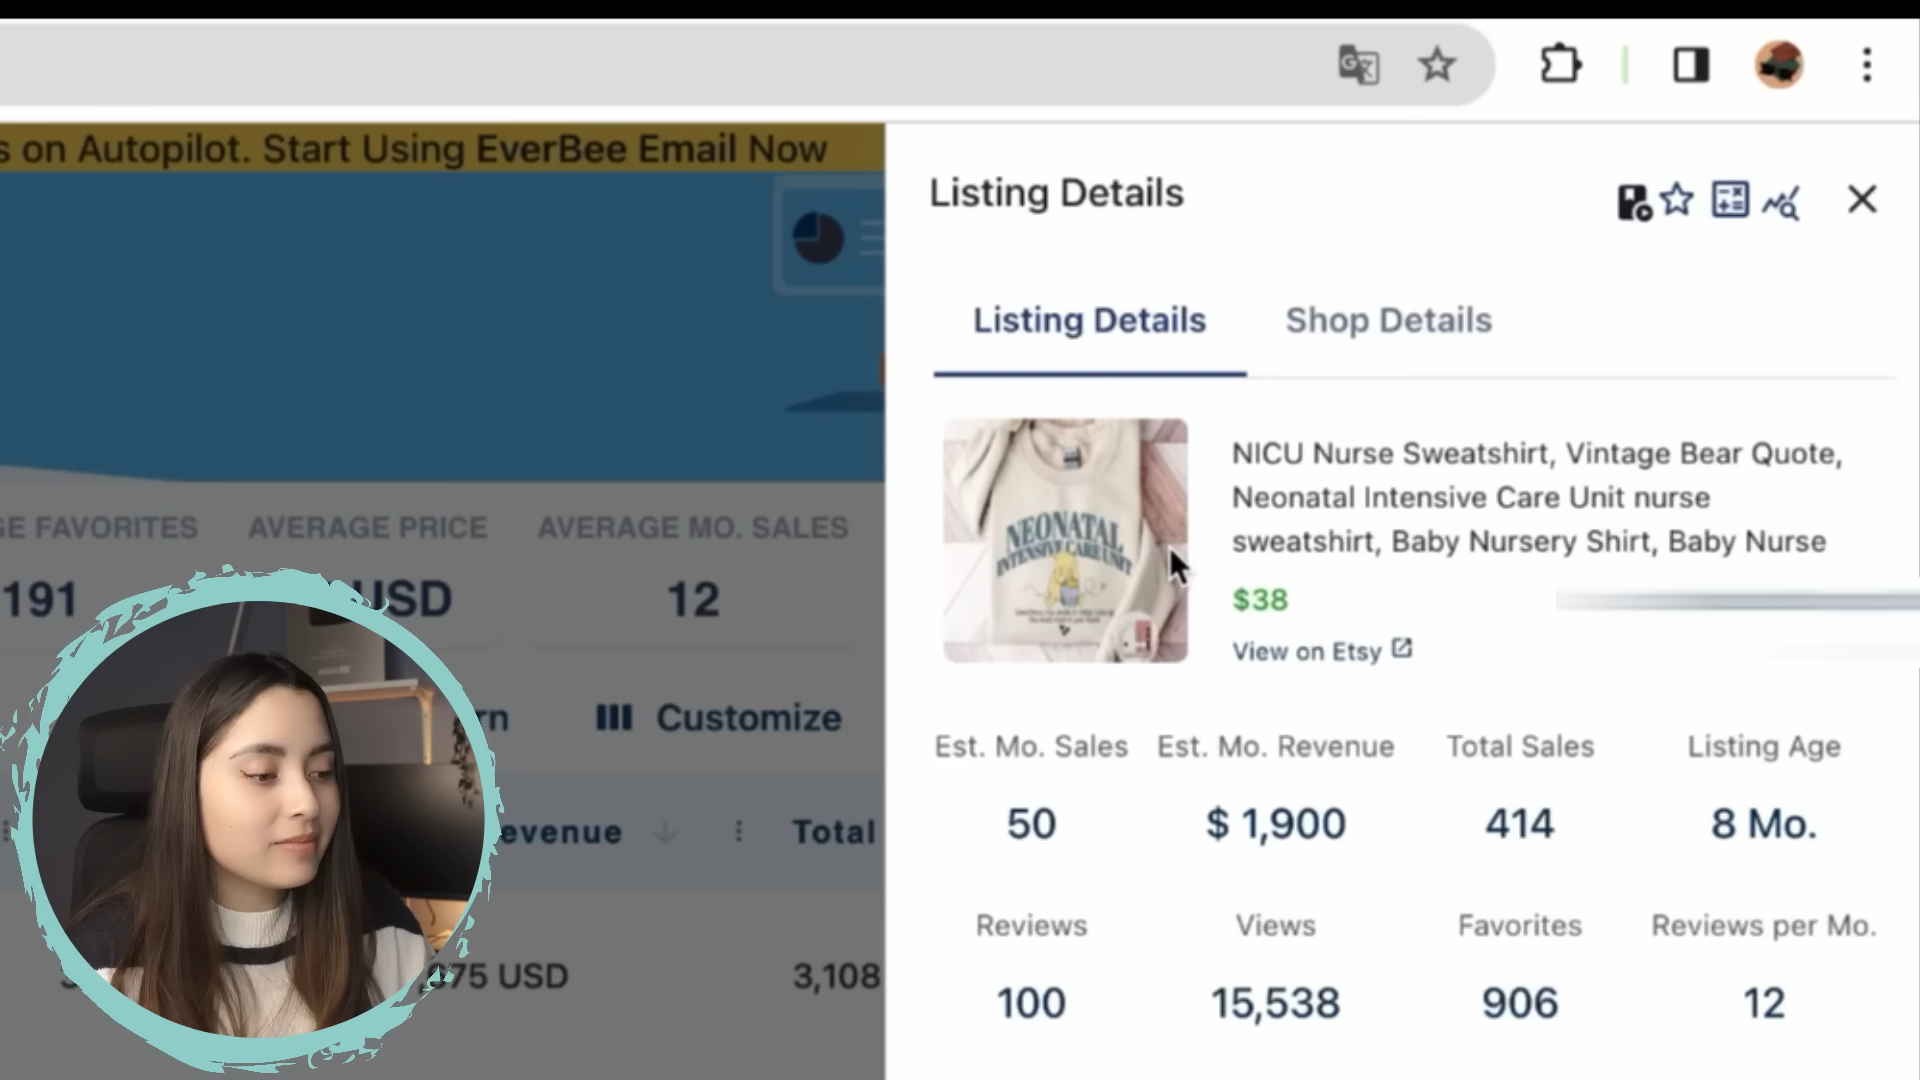 s on Autopilot. Start Using EverBee Email Now
Listing Details
Listing Details
Shop Details
NEONATAL
INTENSIVE CARE UNIT
NICU Nurse Sweatshirt, Vintage Bear Quote,
Neonatal Intensive Care Unit nurse
sweatshirt, Baby Nursery Shirt, Baby Nurse
$38
View on Etsy
GE FAVORITES
AVERAGE PRICE
AVERAGE MO. SALES
191
USD
12
rn
Customize
evenue
Total
75 USD
3,108
Est. Mo. Sales
Est. Mo. Revenue
Total Sales
Listing Age
50
$ 1,900
414
8 Mo.
Reviews
Views
Favorites
Reviews per Mo.
100
15,538
906
12